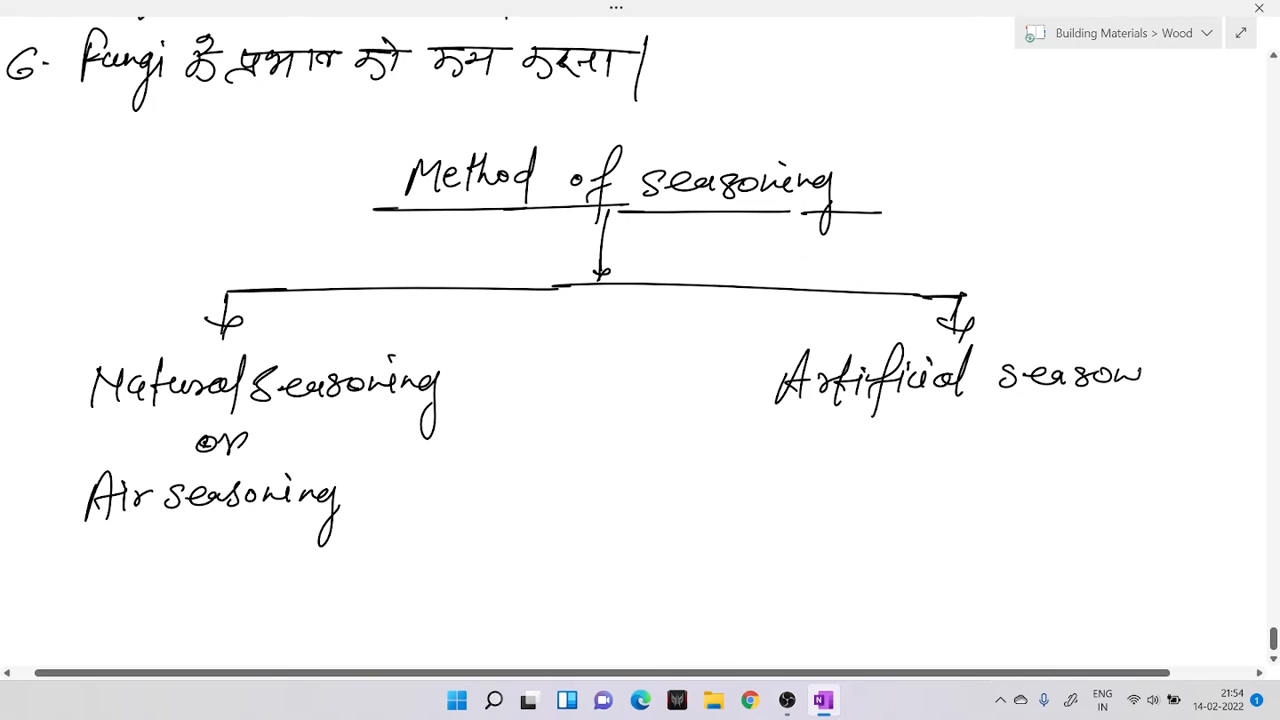 Building Materials > Wood
6. Fungi के प्रभाव को कम करना।
Method of seasoning
Natural Seasoning
or
Air seasoning
Artificial season
ENG
IN
21:54
14-02-2022
1